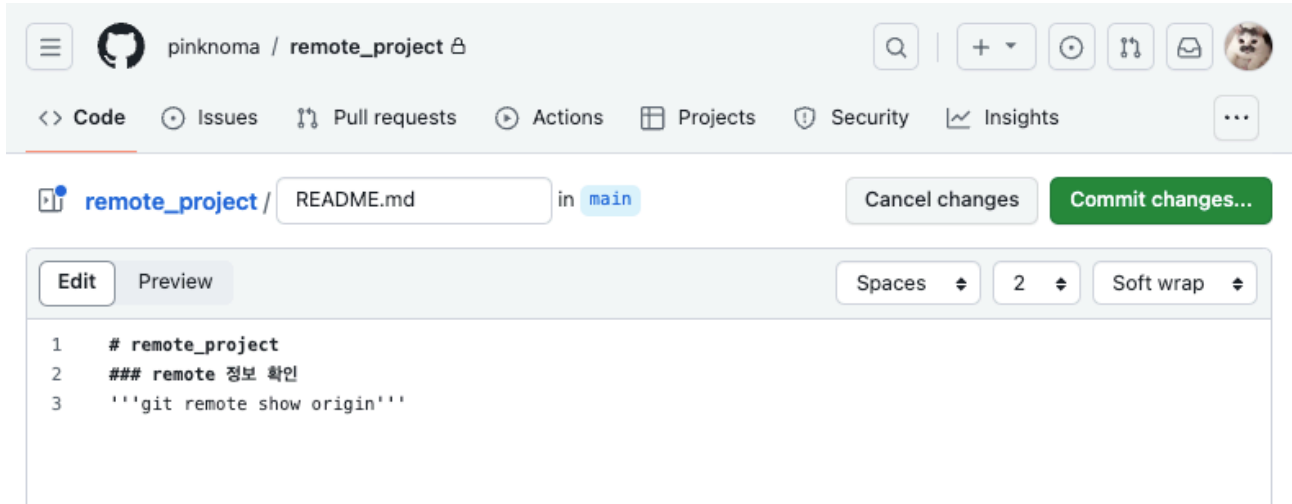 pinknoma / remote_project
Code Issues Pull requests Actions Projects Security Insights ...
remote_project / README.md in main Cancel changes Commit changes...
Edit Preview Spaces 2 Soft wrap
1 # remote_project
2 ### remote 정보 확인
3 '''git remote show origin'''